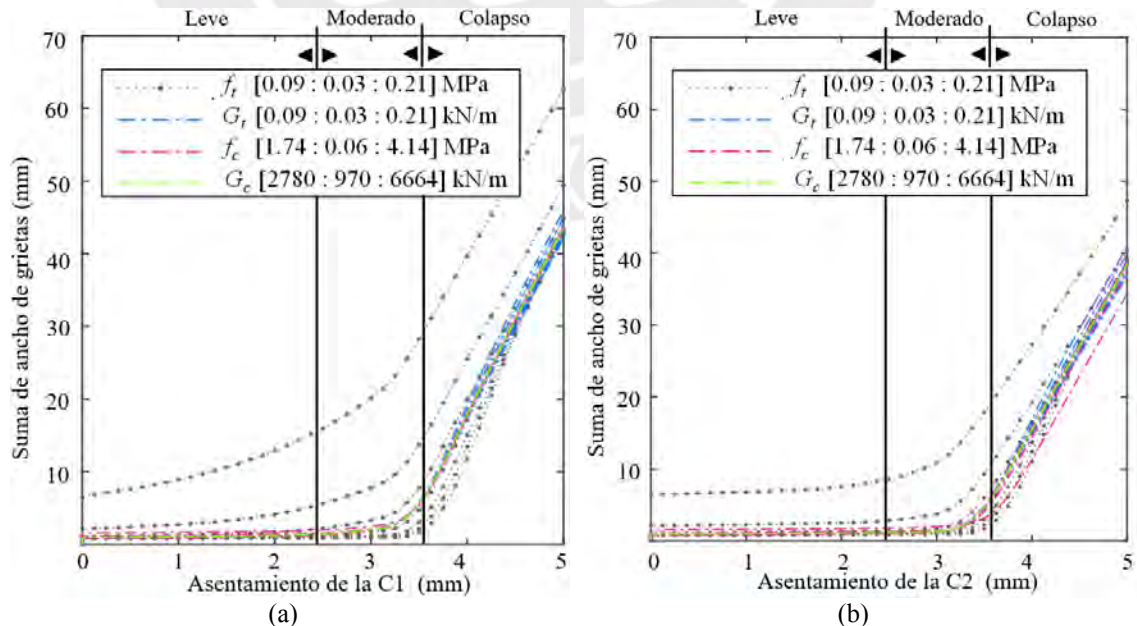 Leve Moderado Colapso
70
60
50
40
30
20
10
f_t [0.09 : 0.03 : 0.21] MPa
G_t [0.09 : 0.03 : 0.21] kN/m
f_c [1.74 : 0.06 : 4.14] MPa
G_c [2780 : 970 : 6664] kN/m
Suma de ancho de grietas (mm)
0 1 2 3 4 5
Asentamiento de la C1 (mm)
(a)
Leve Moderado Colapso
70
60
50
40
30
20
10
f_t [0.09 : 0.03 : 0.21] MPa
G_t [0.09 : 0.03 : 0.21] kN/m
f_c [1.74 : 0.06 : 4.14] MPa
G_c [2780 : 970 : 6664] kN/m
Suma de ancho de grietas (mm)
0 1 2 3 4 5
Asentamiento de la C2 (mm)
(b)